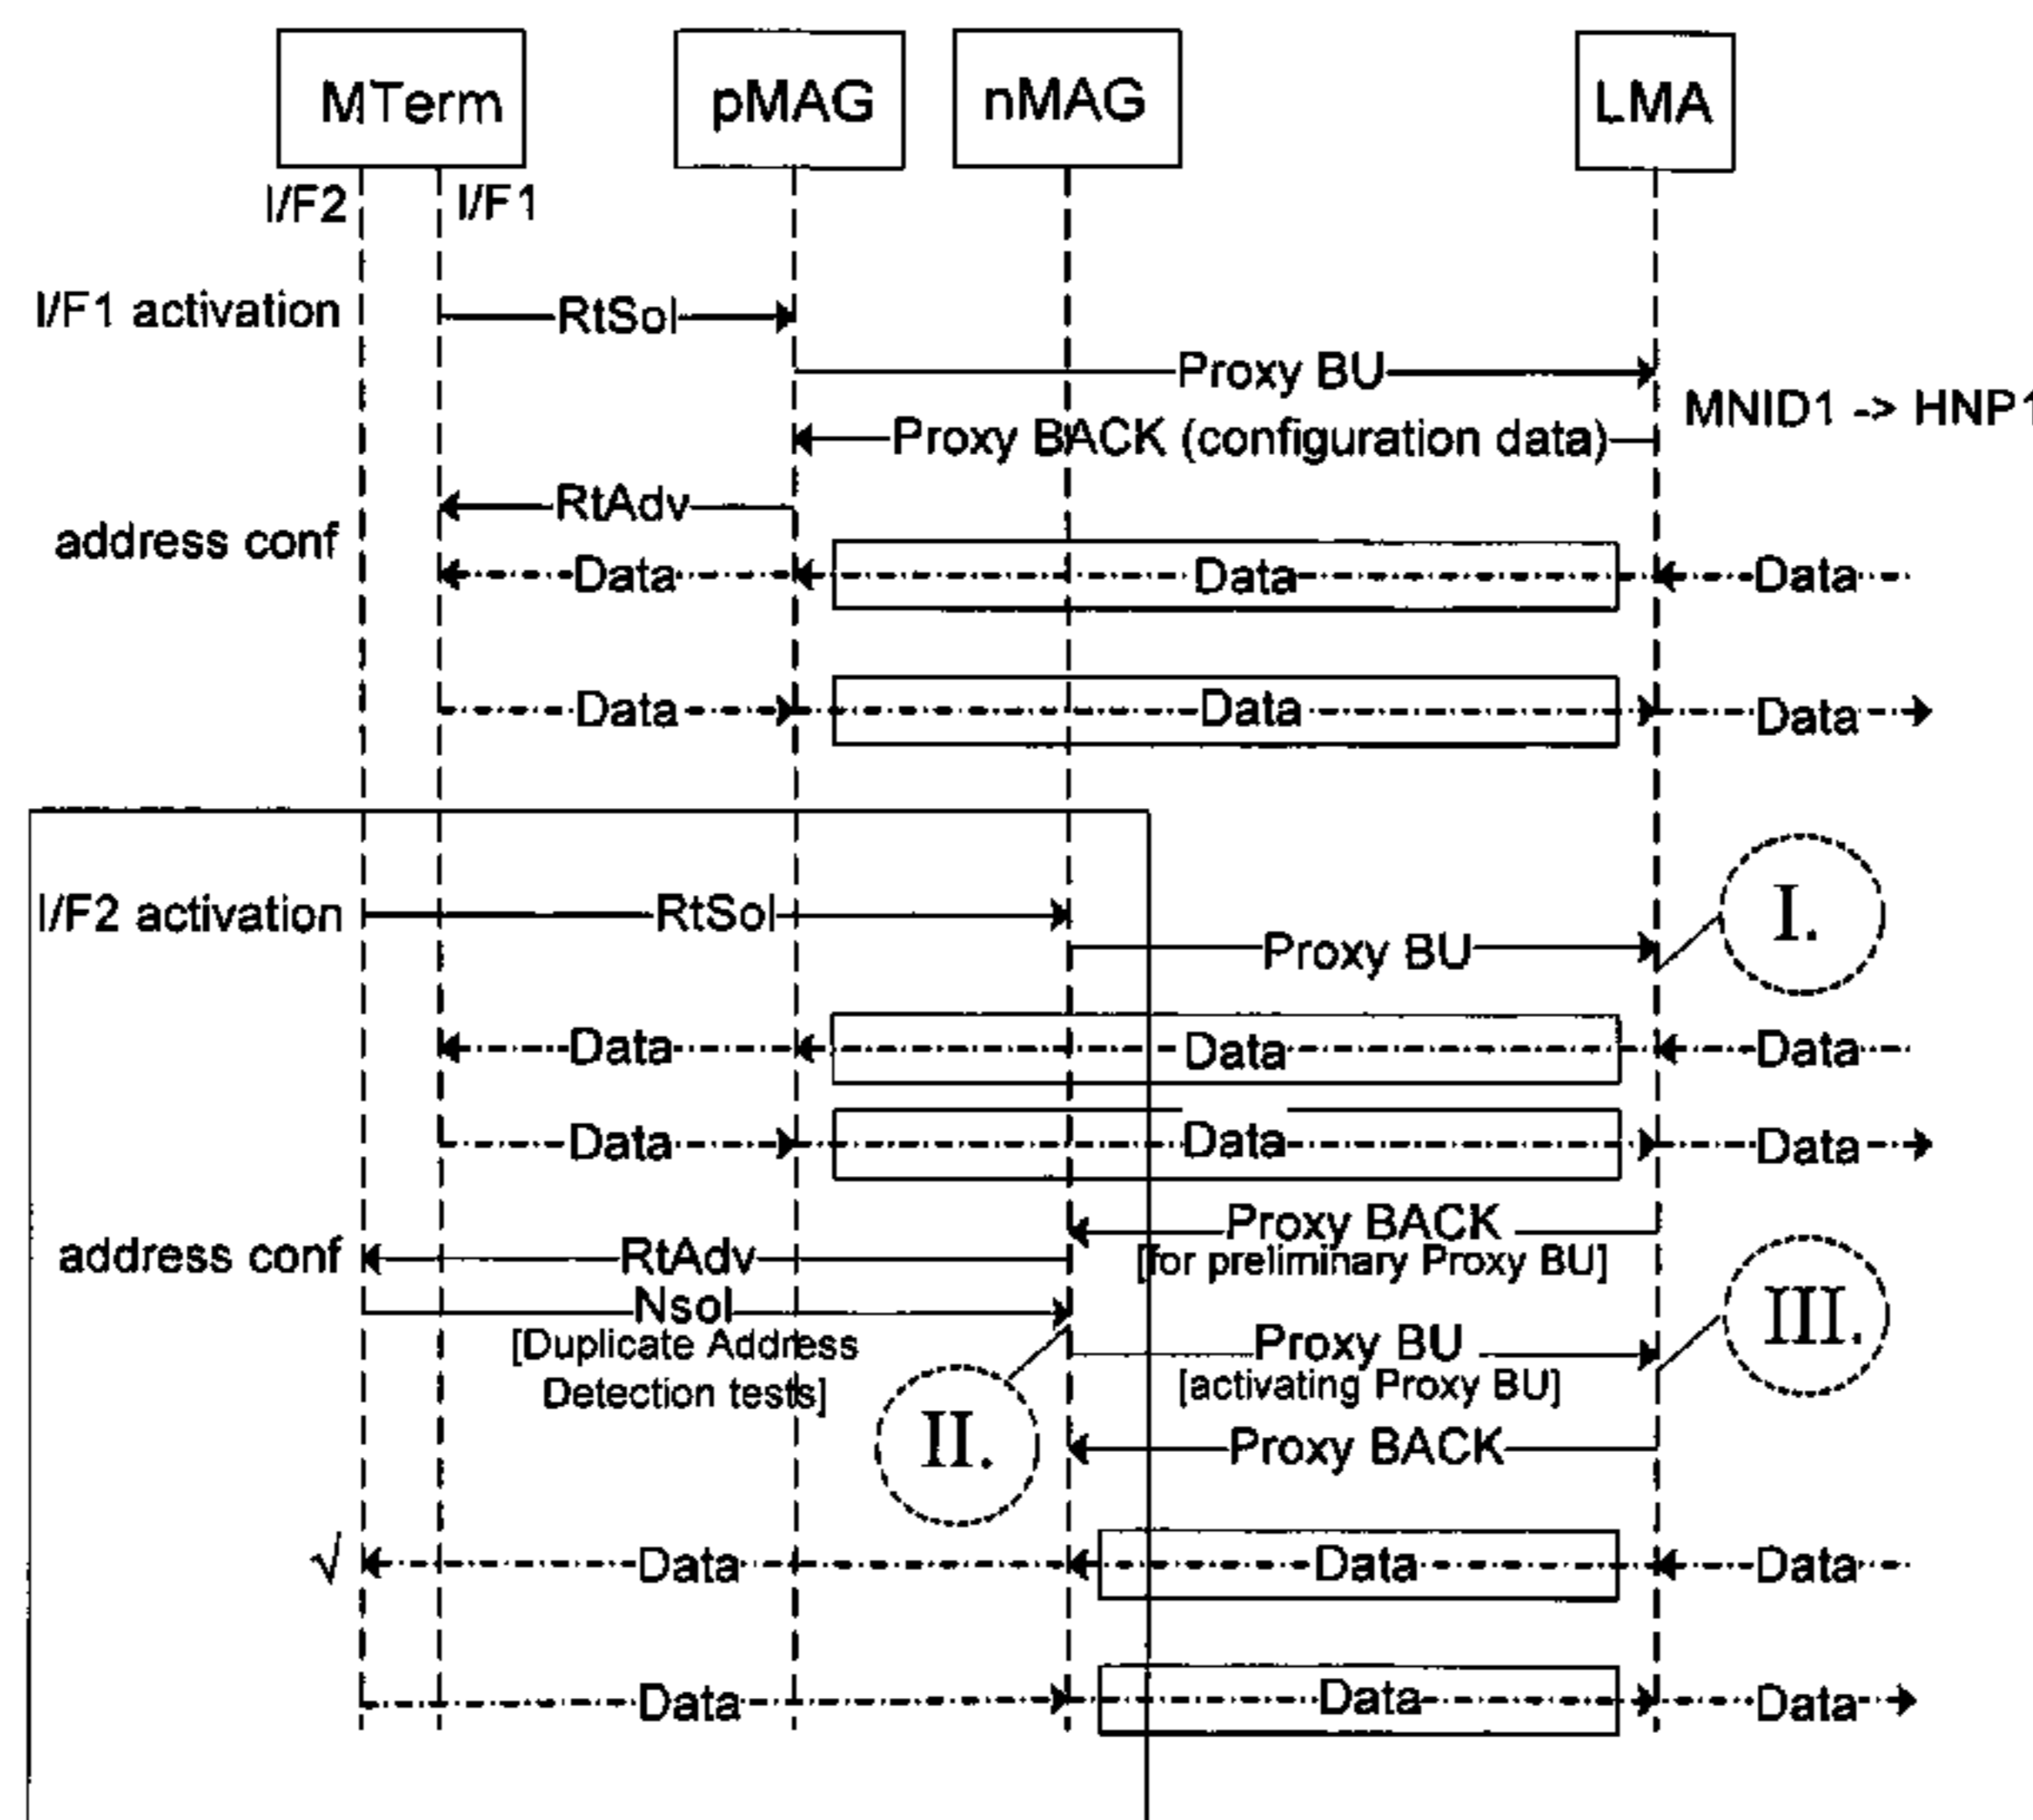 MTerm pMAG nMAG LMA
I/F2 I/F1
I/F1 activation RtSol
Proxy BU
MNID1 -> HNP1
Proxy BACK (configuration data)
RtAdv
address conf
Data Data Data
Data Data Data
I/F2 activation RtSol I.
Proxy BU
Data Data Data
Data Data Data
Proxy BACK
address conf RtAdv [for preliminary Proxy BU]
Nsol III.
[Duplicate Address Proxy BU
Detection tests] [activating Proxy BU]
II. Proxy BACK
√ Data Data Data
Data Data Data